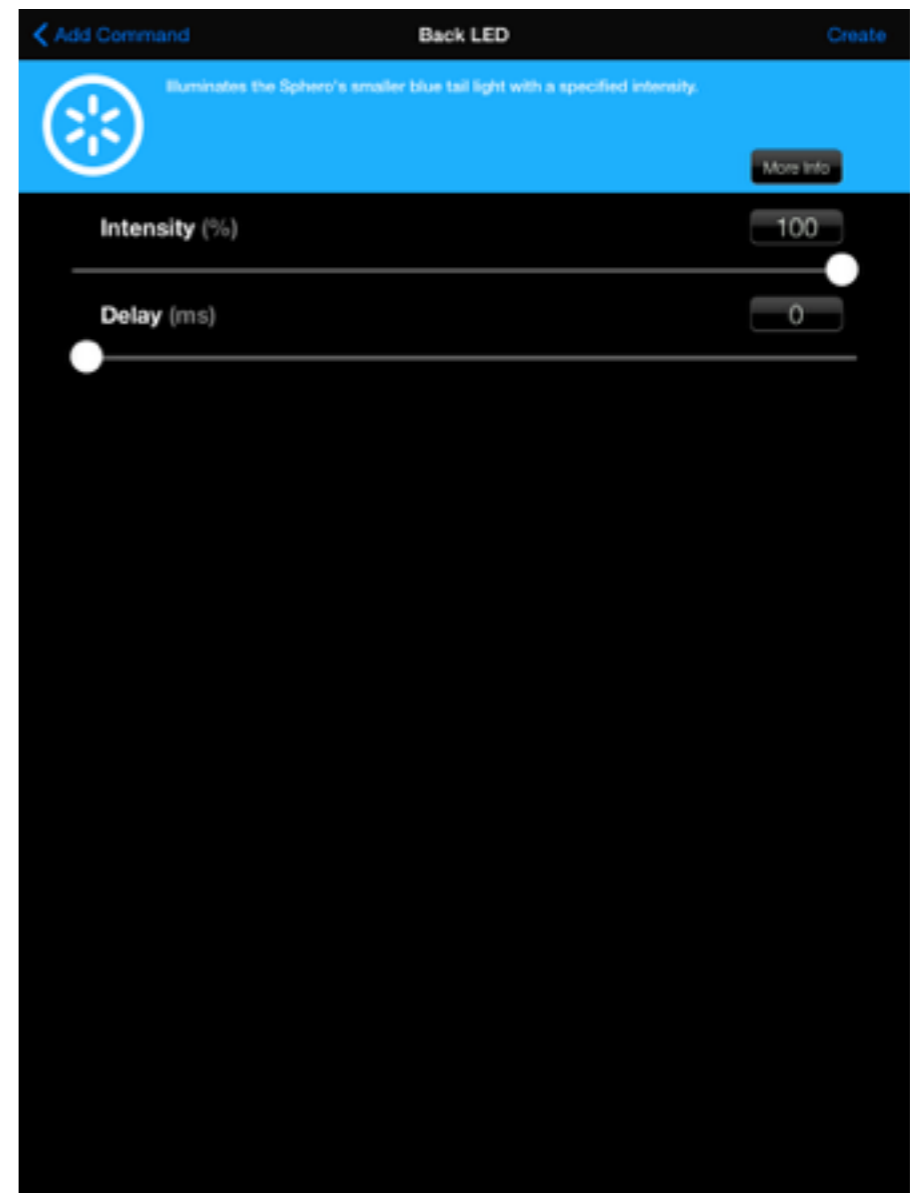 Add Command Back LED Create
Illuminates the Sphero's smaller blue tail light with a specified intensity.
More Info
Intensity (%) 100
Delay (ms) 0